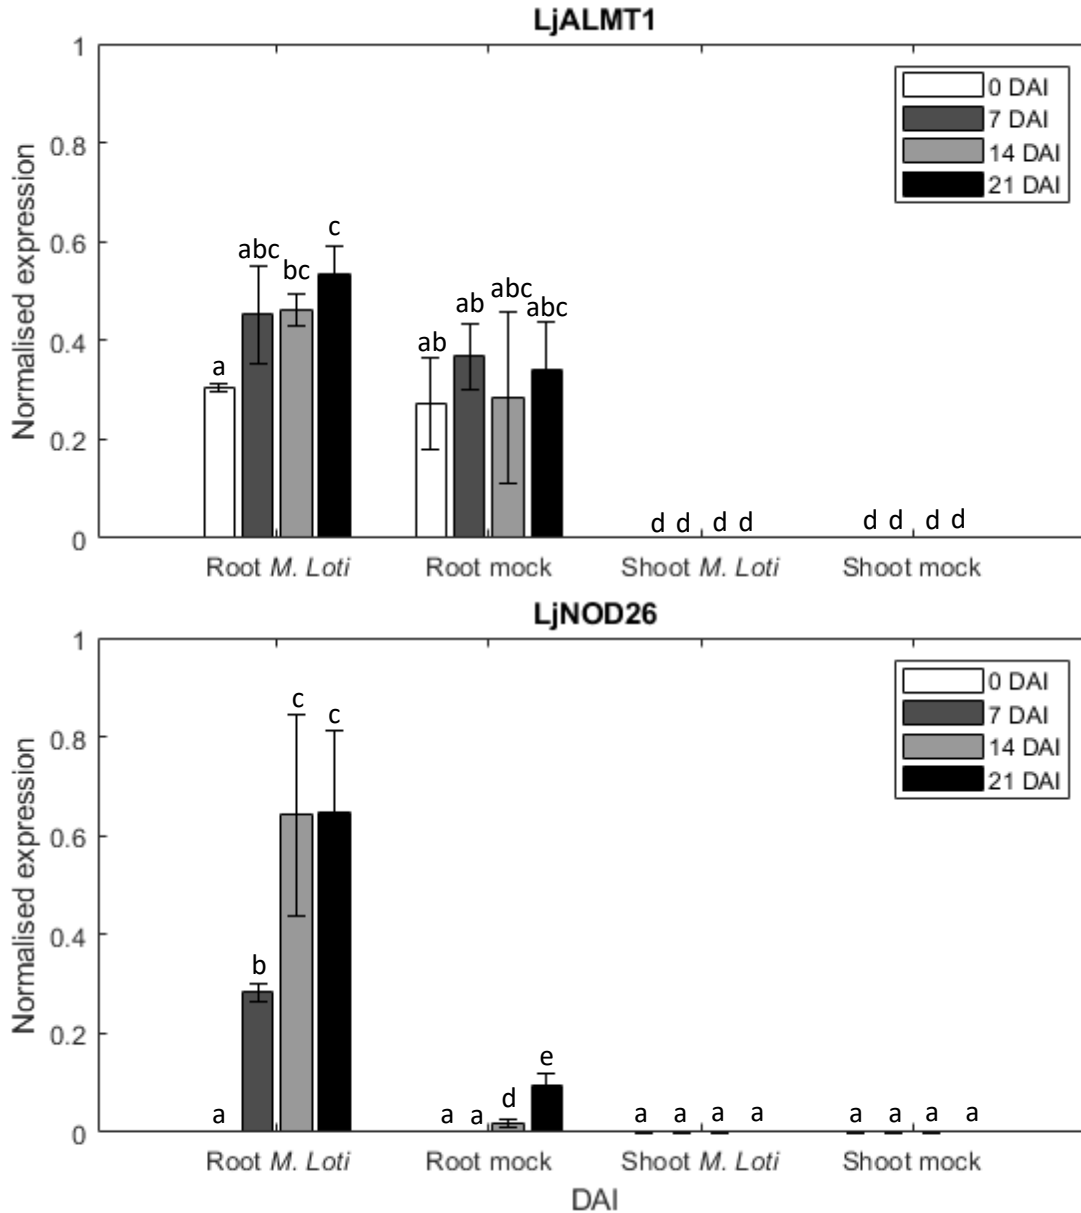 LjALMT1
1
0.8
0.6
0.4
0.2
0
Normalised expression
0 DAI
7 DAI
14 DAI
21 DAI
a abc bc c ab ab abc abc d d d d d d d d
Root M. Loti Root mock Shoot M. Loti Shoot mock
LjNOD26
1
0.8
0.6
0.4
0.2
0
Normalised expression
0 DAI
7 DAI
14 DAI
21 DAI
a b c c a a d e a a a a a a a a
Root M. Loti Root mock Shoot M. Loti Shoot mock
DAI